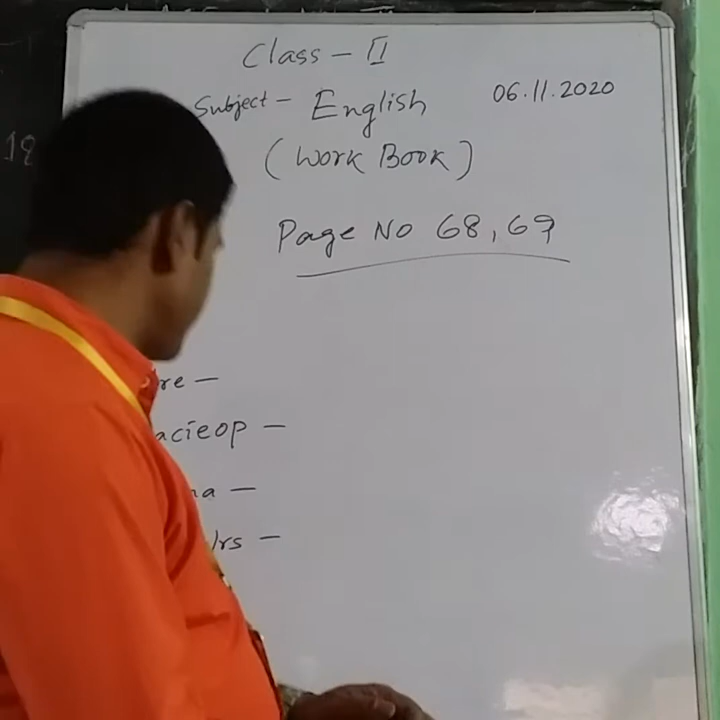 Class - II
Subject - English 06.11.2020
(Work Book)
Page No 68, 69
re -
acieop -
na -
lrs -